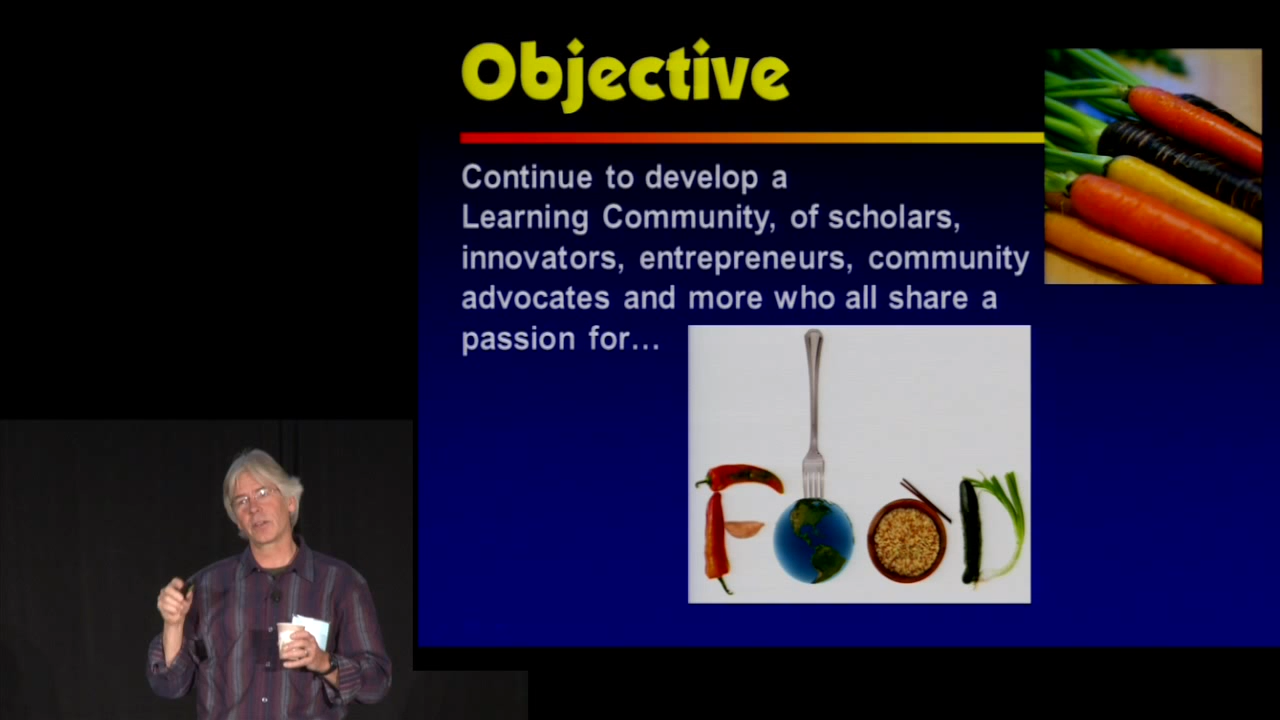 Objective
Continue to develop a
Learning Community, of scholars,
innovators, entrepreneurs, community
advocates and more who all share a
passion for...
FOOD